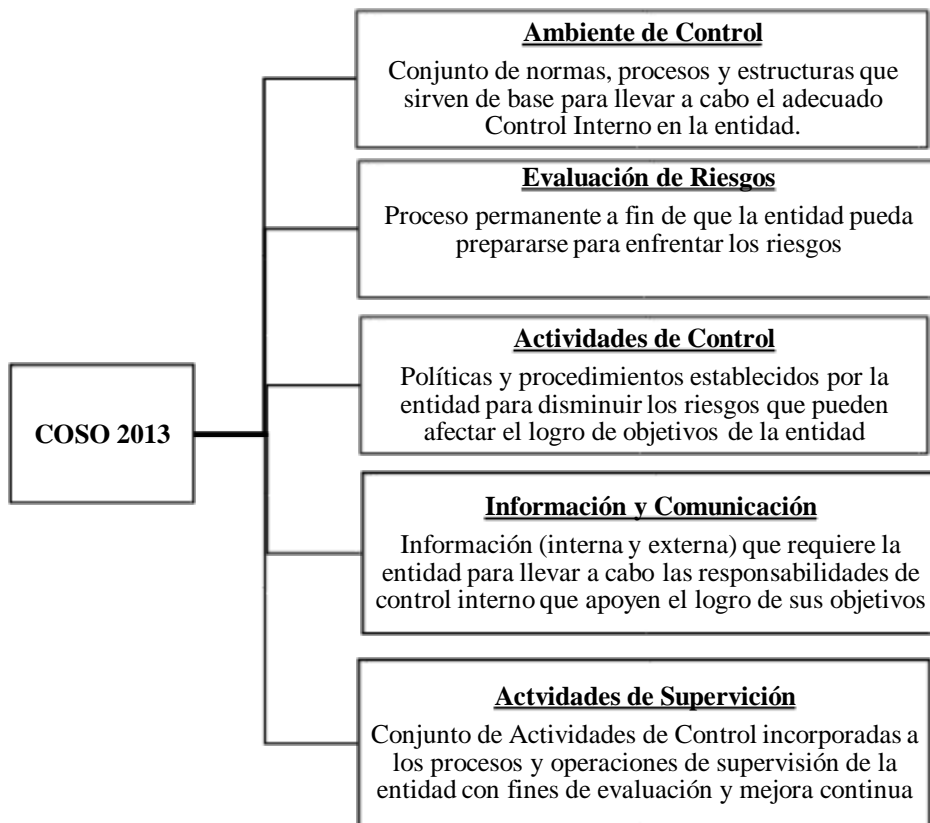 Ambiente de Control
Conjunto de normas, procesos y estructuras que
sirven de base para llevar a cabo el adecuado
Control Interno en la entidad.
Evaluación de Riesgos
Proceso permanente a fin de que la entidad pueda
prepararse para enfrentar los riesgos
Actividades de Control
Políticas y procedimientos establecidos por la
entidad para disminuir los riesgos que pueden
afectar el logro de objetivos de la entidad
COSO 2013
Información y Comunicación
Información (interna y externa) que requiere la
entidad para llevar a cabo las responsabilidades de
control interno que apoyen el logro de sus objetivos
Actvidades de Supervición
Conjunto de Actividades de Control incorporadas a
los procesos y operaciones de supervisión de la
entidad con fines de evaluación y mejora continua